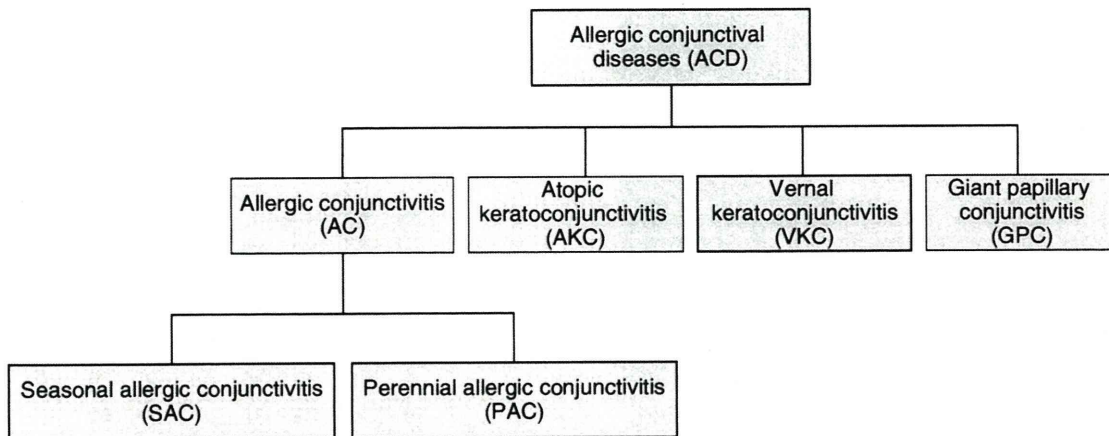 Allergic conjunctival
diseases (ACD)
Allergic conjunctivitis
(AC)
Atopic
keratoconjunctivitis
(AKC)
Vernal
keratoconjunctivitis
(VKC)
Giant papillary
conjunctivitis
(GPC)
Seasonal allergic conjunctivitis
(SAC)
Perennial allergic conjunctivitis
(PAC)